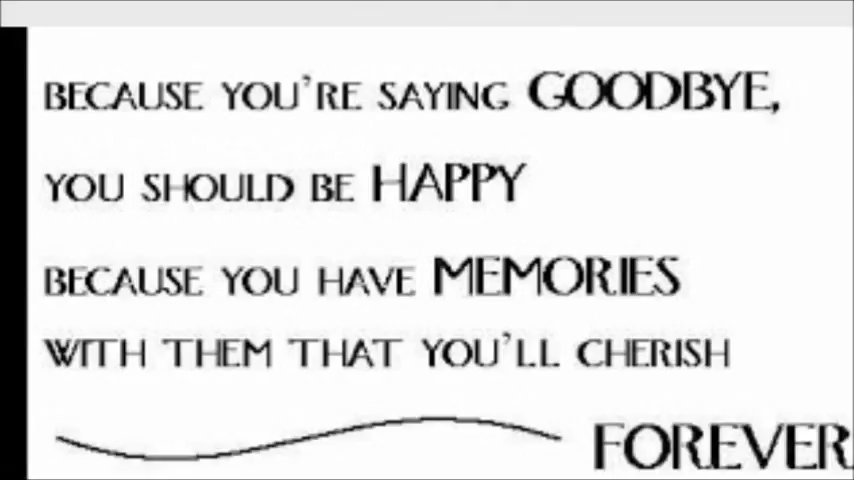 BECAUSE YOU'RE SAYING GOODBYE,
YOU SHOULD BE HAPPY
BECAUSE YOU HAVE MEMORIES
WITH THEM THAT YOU'LL CHERISH
FOREVER